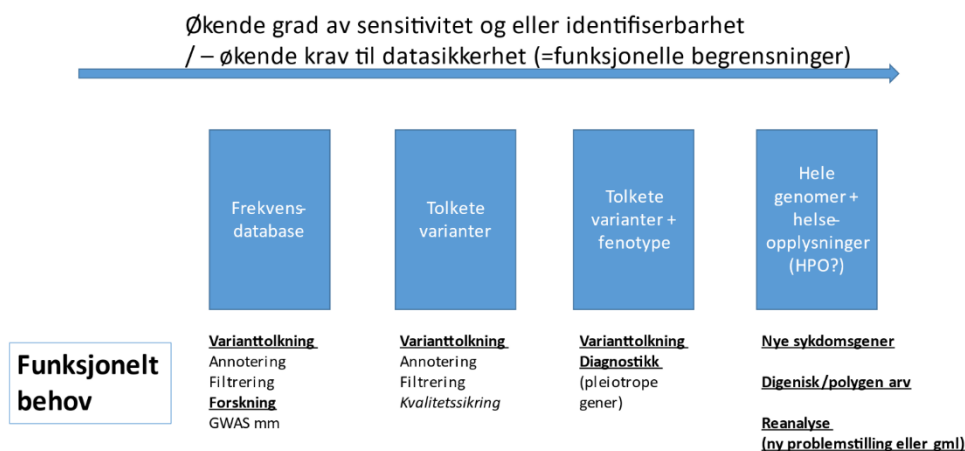 Økende grad av sensitivitet og eller identifiserbarhet
/ – økende krav til datasikkerhet (=funksjonelle begrensninger)
Frekvens-
database
Tolkete
varianter
Tolkete
varianter +
fenotype
Hele
genomer +
helse-
opplysninger
(HPO?)
Funksjonelt
behov
Varianttolkning
Annotering
Filtrering
Forskning
GWAS mm
Varianttolkning
Annotering
Filtrering
Kvalitetssikring
Varianttolkning
Diagnostikk
(pleiotrope
gener)
Nye sykdomsgener
Digenisk/polygen arv
Reanalyse
(ny problemstilling eller gml)